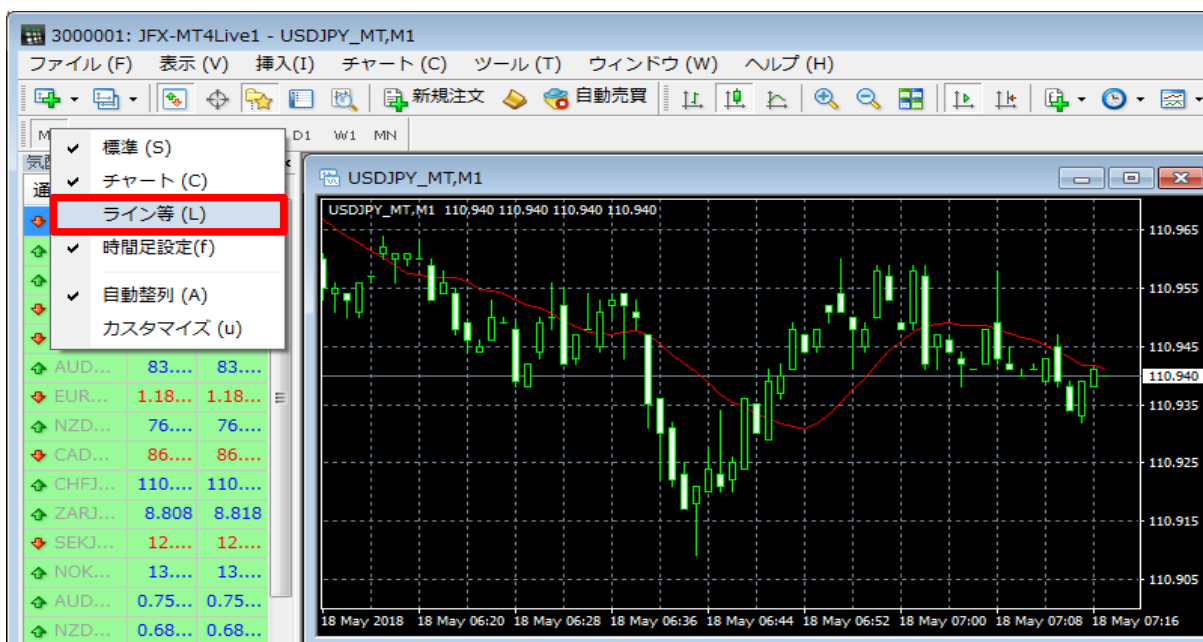 3000001: JFX-MT4Live1 - USDJPY_MT,M1
ファイル (F) 表示 (V) 挿入(I) チャート (C) ツール (T) ウィンドウ (W) ヘルプ (H)
新規注文 自動売買
M
D1 W1 MN
標準 (S)
チャート (C)
ライン等 (L)
時間足設定(f)
自動整列 (A)
カスタマイズ (u)
気配
通
AUD... 83.... 83....
EUR... 1.18... 1.18...
NZD... 76.... 76....
CAD... 86.... 86....
CHFJ... 110.... 110....
ZARJ... 8.808 8.818
SEKJ... 12.... 12....
NOK... 13.... 13....
AUD... 0.75... 0.75...
NZD... 0.68... 0.68...
USDJPY_MT,M1
USDJPY_MT,M1 110.940 110.940 110.940 110.940
110.965
110.955
110.945
110.940
110.935
110.925
110.915
110.905
18 May 2018 18 May 06:20 18 May 06:28 18 May 06:36 18 May 06:44 18 May 06:52 18 May 07:00 18 May 07:08 18 May 07:16